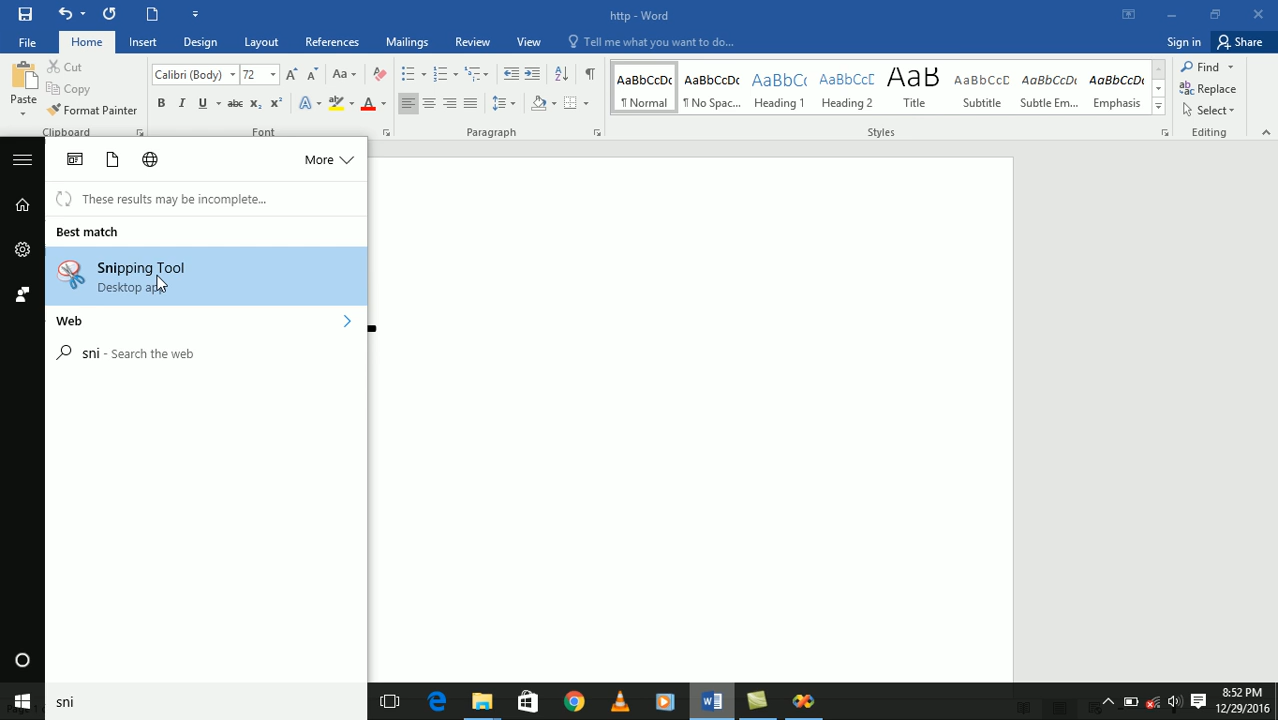 http - Word
File Home Insert Design Layout References Mailings Review View Tell me what you want to do... Sign in Share
Paste
Cut
Copy
Format Painter
Clipboard
Calibri (Body) 72
Font
Paragraph
AaBbCcDc AaBbCcDc AaBbCc AaBbCcD AaB AaBbCcD AaBbCcDc AaBbCcDc
¶ Normal ¶ No Spac... Heading 1 Heading 2 Title Subtitle Subtle Em... Emphasis
Styles
Find
Replace
Select
Editing
More
These results may be incomplete...
Best match
Snipping Tool
Desktop app
Web
sni - Search the web
sni
8:52 PM
12/29/2016